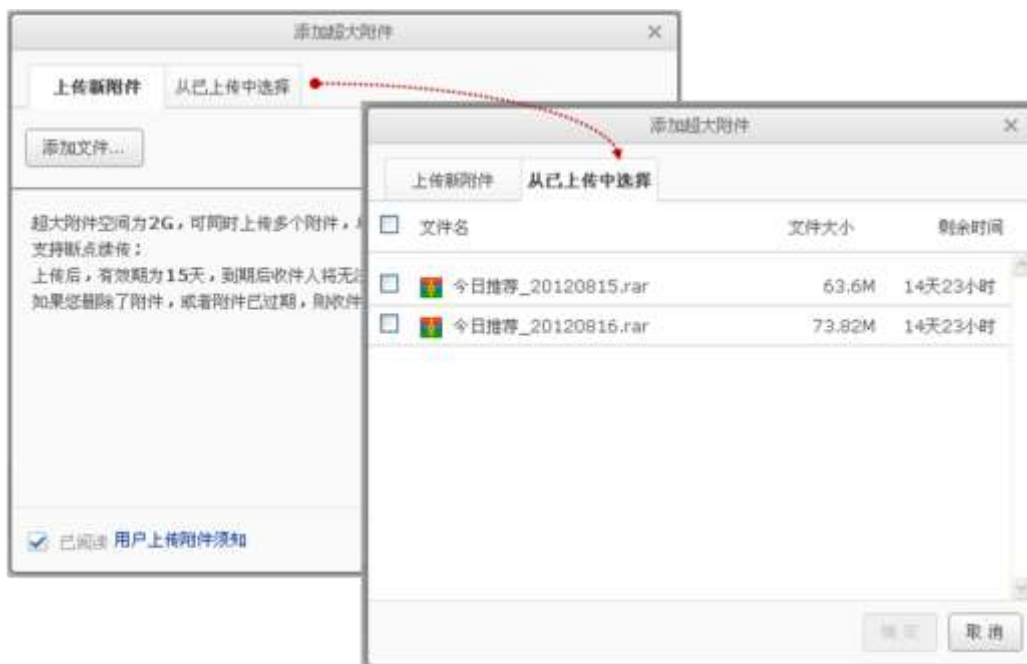 添加超大附件
上传新附件 从已上传中选择
添加文件...
超大附件空间为2G，可同时上传多个附件，
支持断点续传；
上传后，有效期为15天，到期后收件人将无法
如果您删除了附件，或者附件已过期，则收件
已阅读 用户上传附件须知
添加超大附件
上传新附件 从已上传中选择
文件名 文件大小 剩余时间
今日推荐_20120815.rar 63.6M 14天23小时
今日推荐_20120816.rar 73.82M 14天23小时
确定 取消